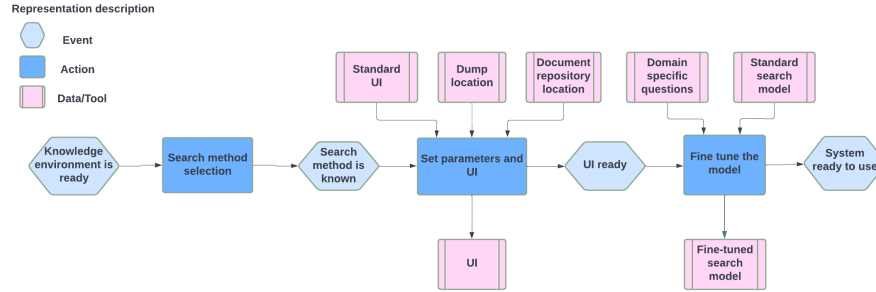 Representation description
Event
Action
Data/Tool
Standard
UI
Dump
location
Document
repository
location
Domain
specific
questions
Standard
search
model
Knowledge
environment is
ready
Search method
selection
Search
method is
known
Set parameters and
UI
UI ready
Fine tune the
model
System
ready to use
UI
Fine-tuned
search
model